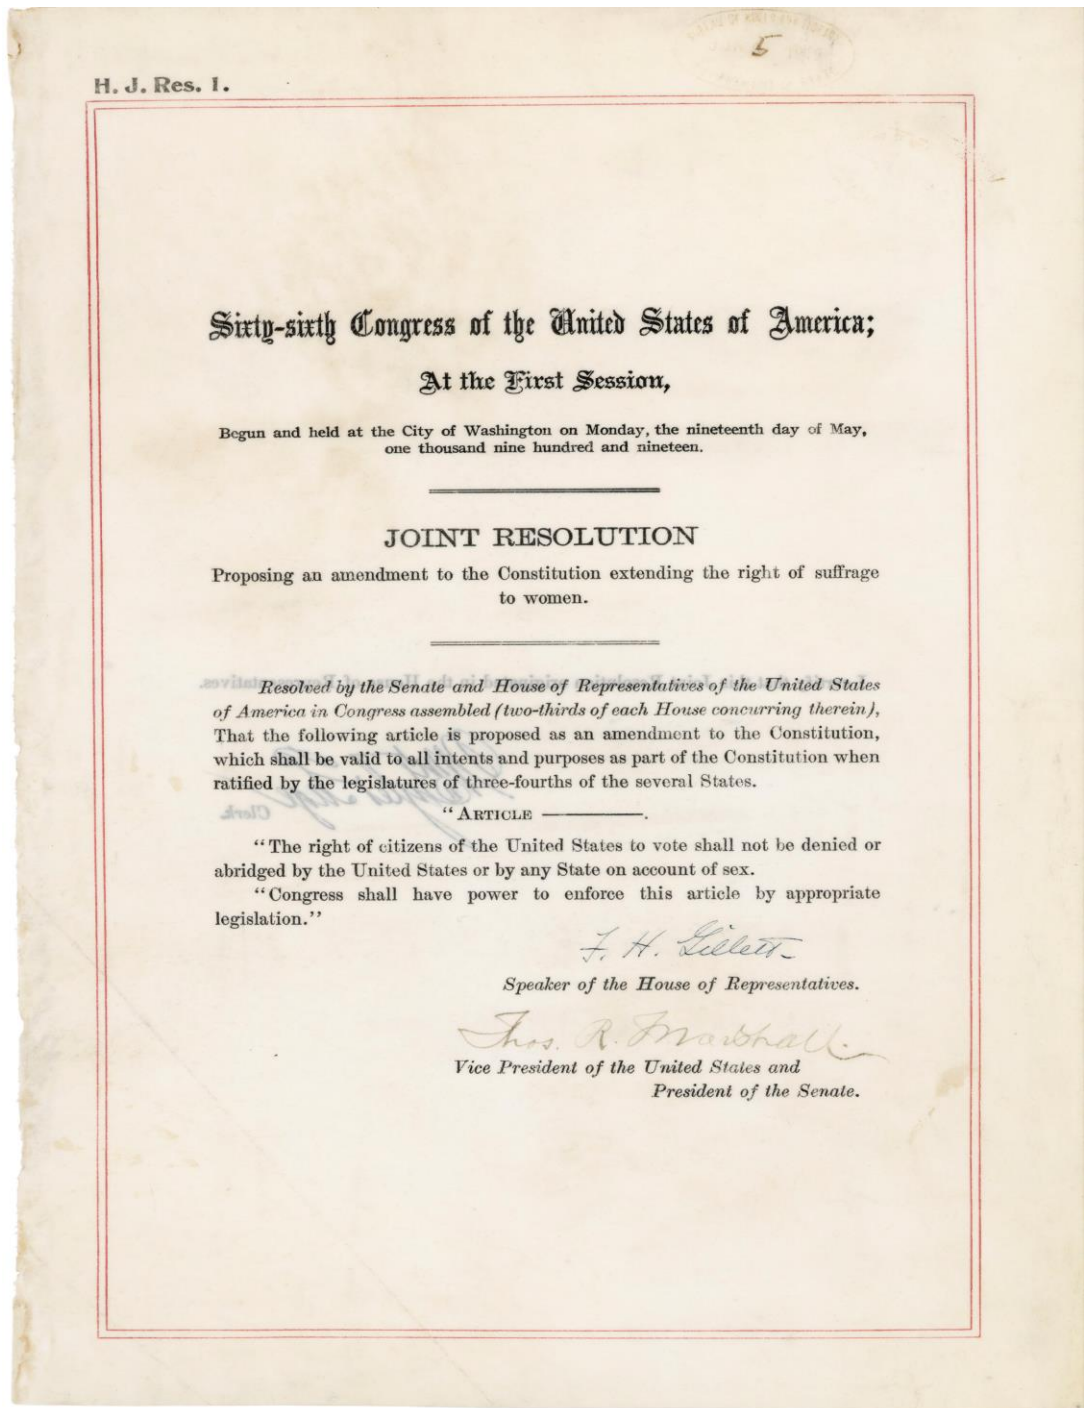 5
H. J. Res. 1.
Sixty-sixth Congress of the United States of America;
At the First Session,
Begun and held at the City of Washington on Monday, the nineteenth day of May,
one thousand nine hundred and nineteen.
JOINT RESOLUTION
Proposing an amendment to the Constitution extending the right of suffrage
to women.
Resolved by the Senate and House of Representatives of the United States
of America in Congress assembled (two-thirds of each House concurring therein),
That the following article is proposed as an amendment to the Constitution,
which shall be valid to all intents and purposes as part of the Constitution when
ratified by the legislatures of three-fourths of the several States.
"ARTICLE ————.
"The right of citizens of the United States to vote shall not be denied or
abridged by the United States or by any State on account of sex.
"Congress shall have power to enforce this article by appropriate
legislation."
F. H. Gillett
Speaker of the House of Representatives.
Thos. R. Marshall.
Vice President of the United States and
President of the Senate.